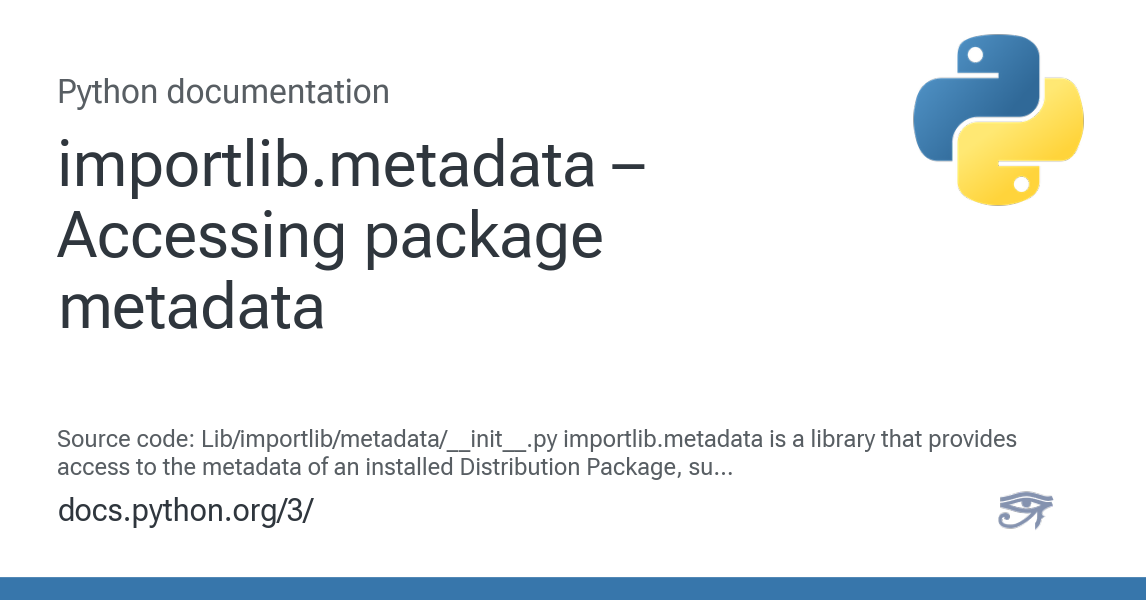 Python documentation
importlib.metadata –
Accessing package
metadata
Source code: Lib/importlib/metadata/__init__.py importlib.metadata is a library that provides
access to the metadata of an installed Distribution Package, su...
docs.python.org/3/